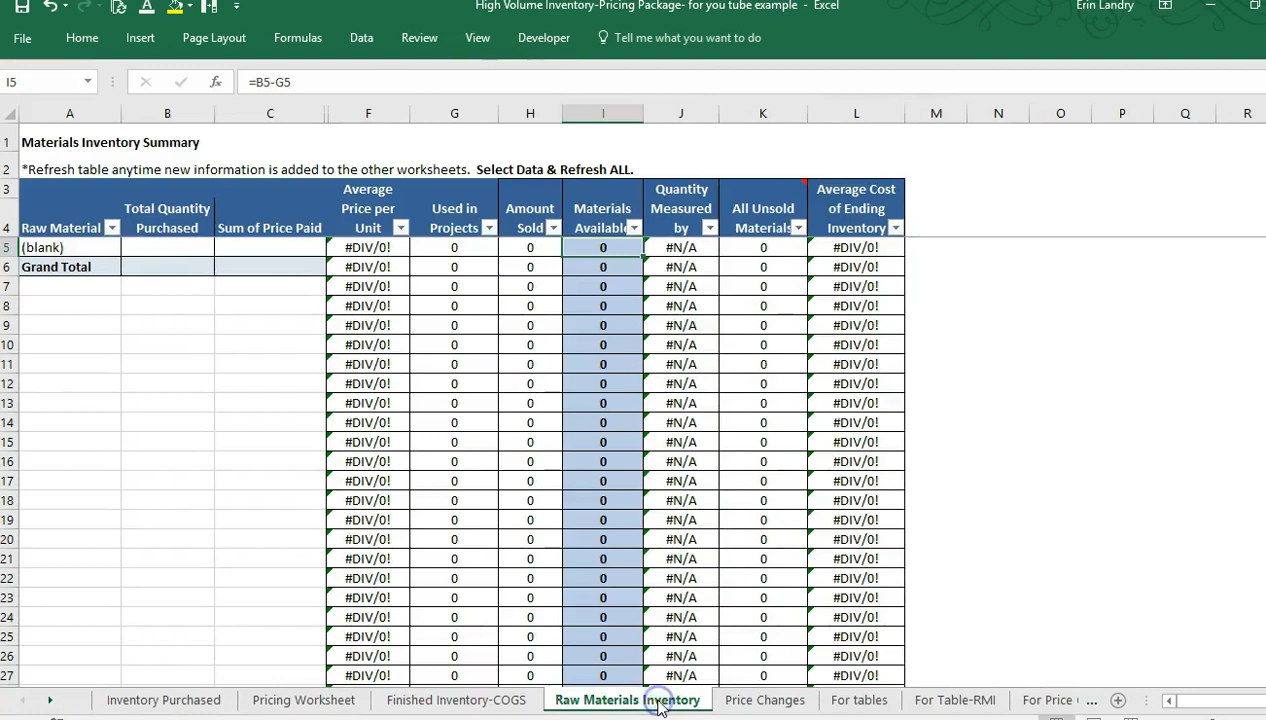 High Volume Inventory-Pricing Package- for you tube example - Excel
Erin Landry
File Home Insert Page Layout Formulas Data Review View Developer Tell me what you want to do
I5 fx =B5-G5
A B C F G H I J K L M N O P Q R
1 Materials Inventory Summary
2 *Refresh table anytime new information is added to the other worksheets. Select Data & Refresh ALL.
3 Average Quantity Average Cost
Total Quantity Price per Used in Amount Materials Measured All Unsold of Ending
4 Raw Material Purchased Sum of Price Paid Unit Projects Sold Available by Materials Inventory
5 (blank) #DIV/0! 0 0 0 #N/A 0 #DIV/0!
6 Grand Total #DIV/0! 0 0 0 #N/A 0 #DIV/0!
7 #DIV/0! 0 0 0 #N/A 0 #DIV/0!
8 #DIV/0! 0 0 0 #N/A 0 #DIV/0!
9 #DIV/0! 0 0 0 #N/A 0 #DIV/0!
10 #DIV/0! 0 0 0 #N/A 0 #DIV/0!
11 #DIV/0! 0 0 0 #N/A 0 #DIV/0!
12 #DIV/0! 0 0 0 #N/A 0 #DIV/0!
13 #DIV/0! 0 0 0 #N/A 0 #DIV/0!
14 #DIV/0! 0 0 0 #N/A 0 #DIV/0!
15 #DIV/0! 0 0 0 #N/A 0 #DIV/0!
16 #DIV/0! 0 0 0 #N/A 0 #DIV/0!
17 #DIV/0! 0 0 0 #N/A 0 #DIV/0!
18 #DIV/0! 0 0 0 #N/A 0 #DIV/0!
19 #DIV/0! 0 0 0 #N/A 0 #DIV/0!
20 #DIV/0! 0 0 0 #N/A 0 #DIV/0!
21 #DIV/0! 0 0 0 #N/A 0 #DIV/0!
22 #DIV/0! 0 0 0 #N/A 0 #DIV/0!
23 #DIV/0! 0 0 0 #N/A 0 #DIV/0!
24 #DIV/0! 0 0 0 #N/A 0 #DIV/0!
25 #DIV/0! 0 0 0 #N/A 0 #DIV/0!
26 #DIV/0! 0 0 0 #N/A 0 #DIV/0!
27 #DIV/0! 0 0 0 #N/A 0 #DIV/0!
Inventory Purchased Pricing Worksheet Finished Inventory-COGS Raw Materials Inventory Price Changes For tables For Table-RMI For Price ...